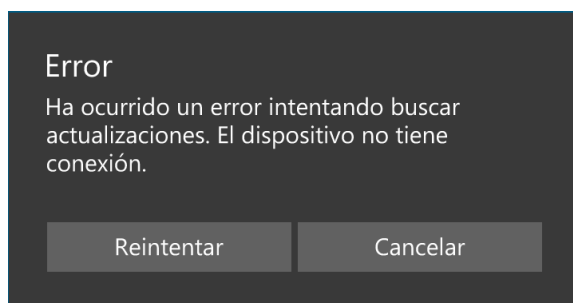 Error
Ha ocurrido un error intentando buscar
actualizaciones. El dispositivo no tiene
conexión.
Reintentar
Cancelar